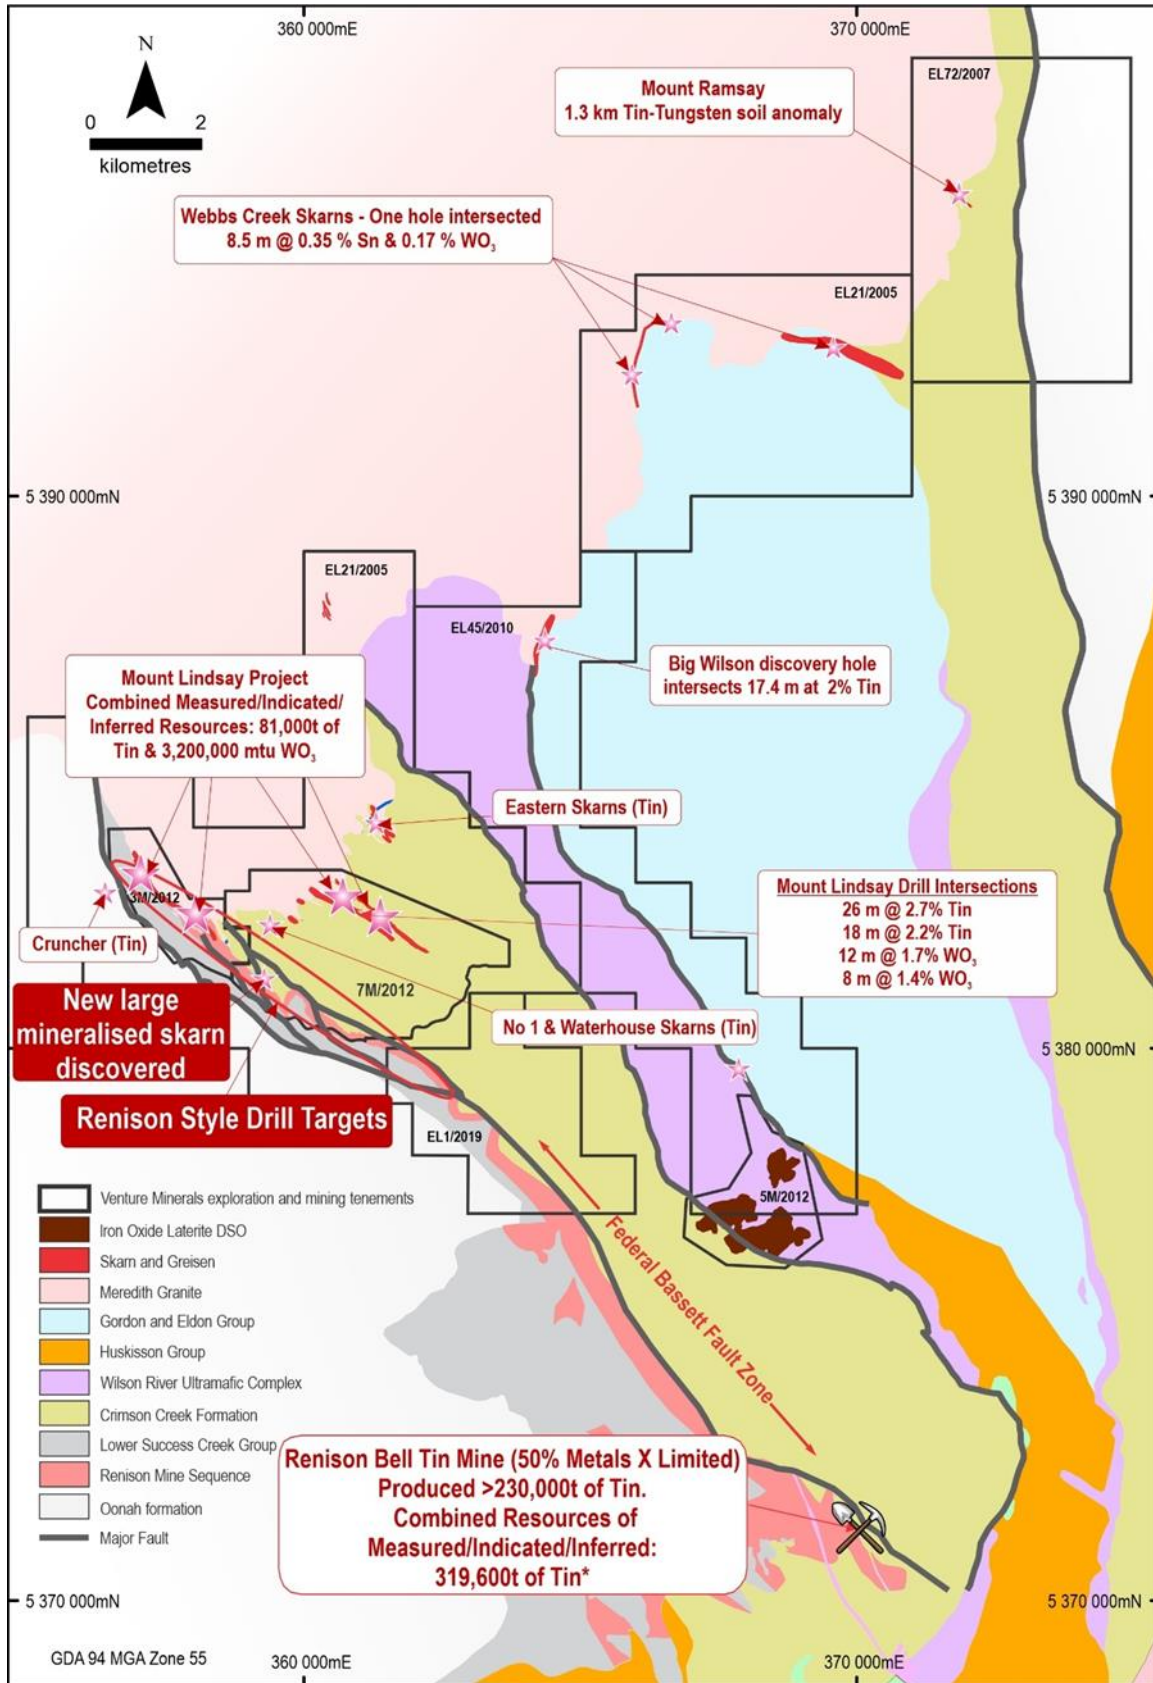 360 000mE
370 000mE
N
0 2
kilometres
EL72/2007
Mount Ramsay
1.3 km Tin-Tungsten soil anomaly
Webbs Creek Skarns - One hole intersected
8.5 m @ 0.35 % Sn & 0.17 % WO₃
EL21/2005
5 390 000mN
5 390 000mN
EL21/2005
EL45/2010
Mount Lindsay Project
Combined Measured/Indicated/
Inferred Resources: 81,000t of
Tin & 3,200,000 mtu WO₃
Big Wilson discovery hole
intersects 17.4 m at 2% Tin
Eastern Skarns (Tin)
3M/2012
Mount Lindsay Drill Intersections
26 m @ 2.7% Tin
18 m @ 2.2% Tin
12 m @ 1.7% WO₃
8 m @ 1.4% WO₃
Cruncher (Tin)
7M/2012
New large
mineralised skarn
discovered
No 1 & Waterhouse Skarns (Tin)
5 380 000mN
Renison Style Drill Targets
EL1/2019
5M/2012
Federal Bassett Fault Zone
Venture Minerals exploration and mining tenements
Iron Oxide Laterite DSO
Skarn and Greisen
Meredith Granite
Gordon and Eldon Group
Huskisson Group
Wilson River Ultramafic Complex
Crimson Creek Formation
Lower Success Creek Group
Renison Mine Sequence
Oonah formation
Major Fault
Renison Bell Tin Mine (50% Metals X Limited)
Produced >230,000t of Tin.
Combined Resources of
Measured/Indicated/Inferred:
319,600t of Tin*
5 370 000mN
5 370 000mN
GDA 94 MGA Zone 55
360 000mE
370 000mE